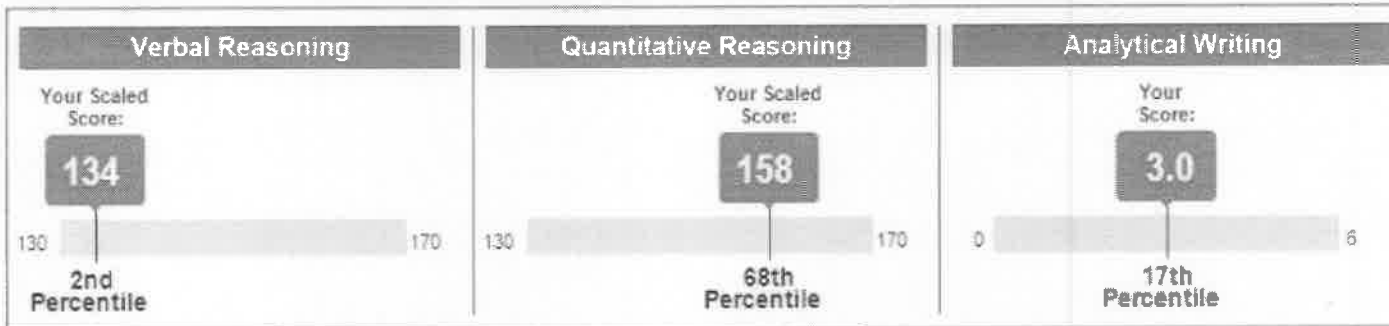 Verbal Reasoning
Your Scaled
Score:
134
130
170
2nd
Percentile
Quantitative Reasoning
Your Scaled
Score:
158
130
170
68th
Percentile
Analytical Writing
Your
Score:
3.0
0
6
17th
Percentile